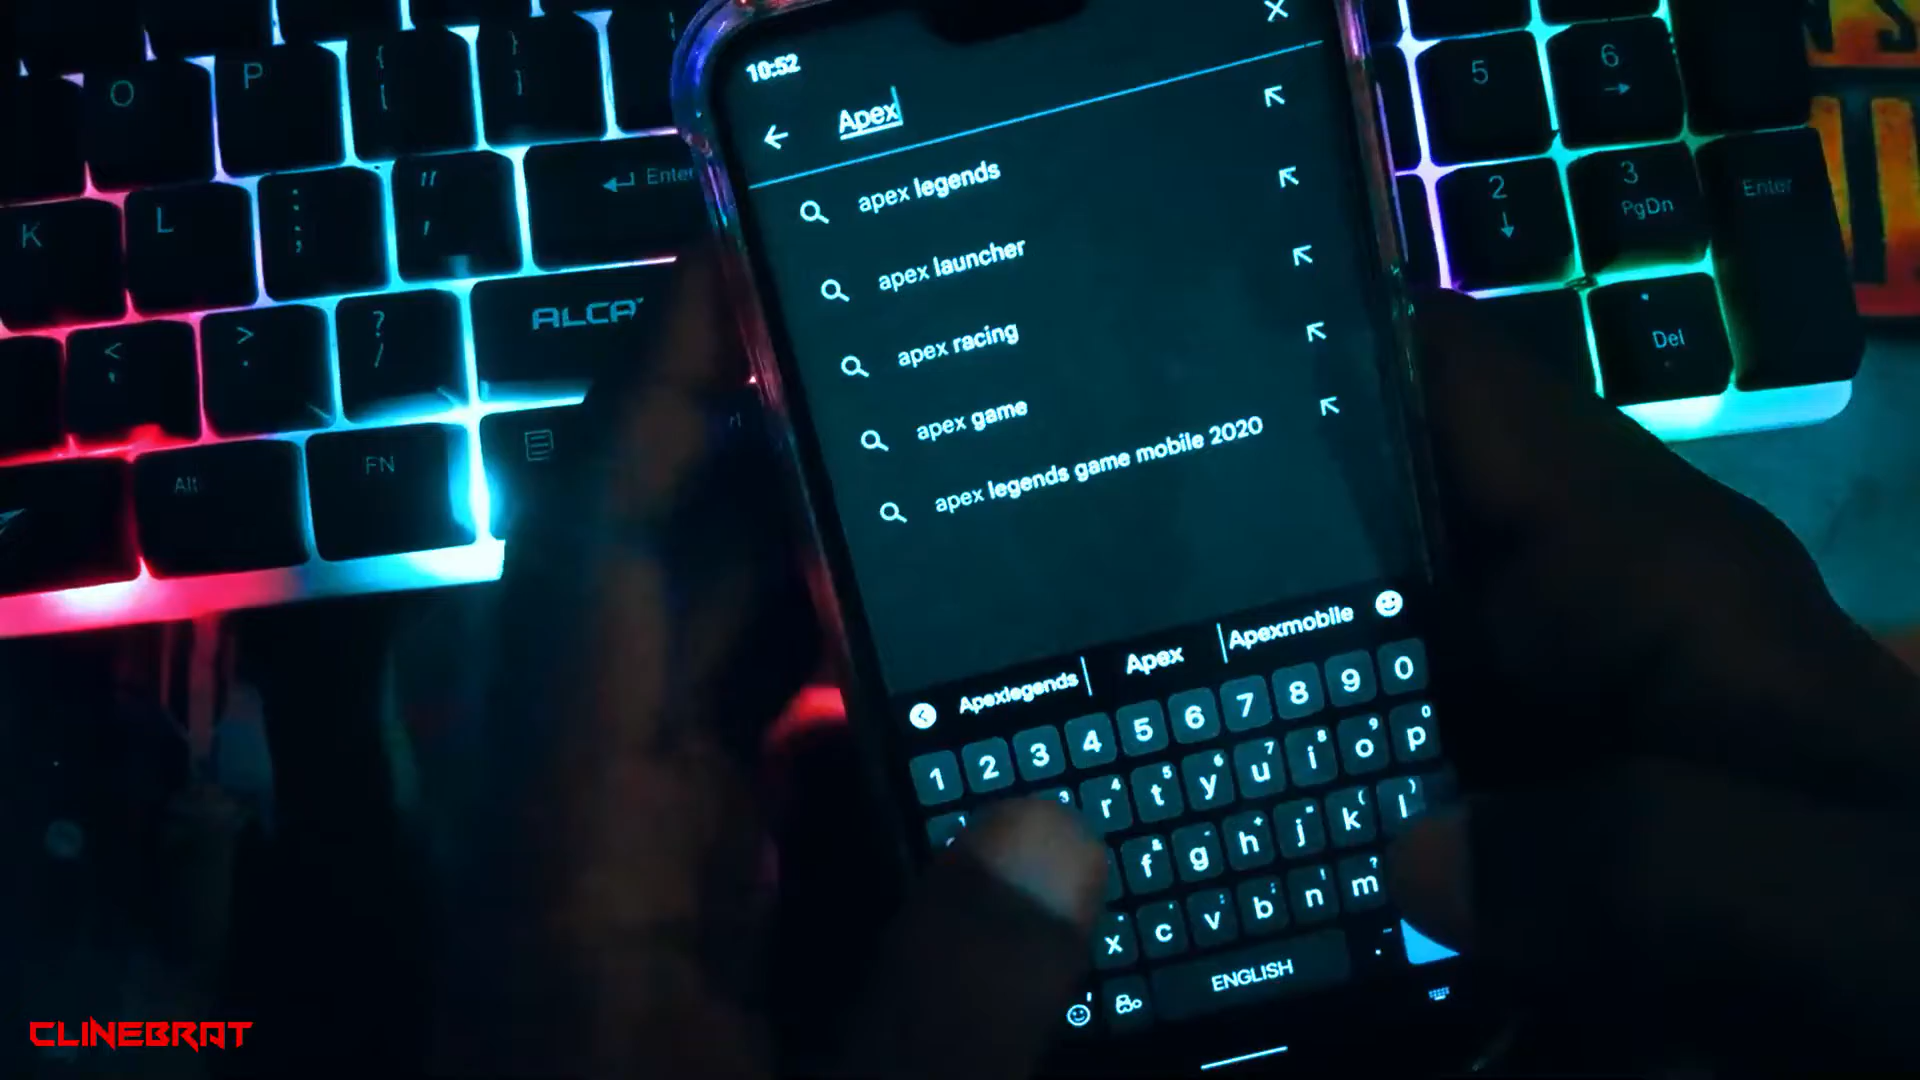 10:52
Apex
apex legends
apex launcher
apex racing
apex game
apex legends game mobile 2020
Apexlegends
Apex
Apexmobile
1 2 3 4 5 6 7 8 9 0
r t y u i o p
f g h j k l
x c v b n m
ENGLISH
O P { [ } ]
K L : ; " ' Enter
< , > . ? / ALCA
Alt FN
5 6
2 3 PgDn Enter
. Del
CLINEBRAT